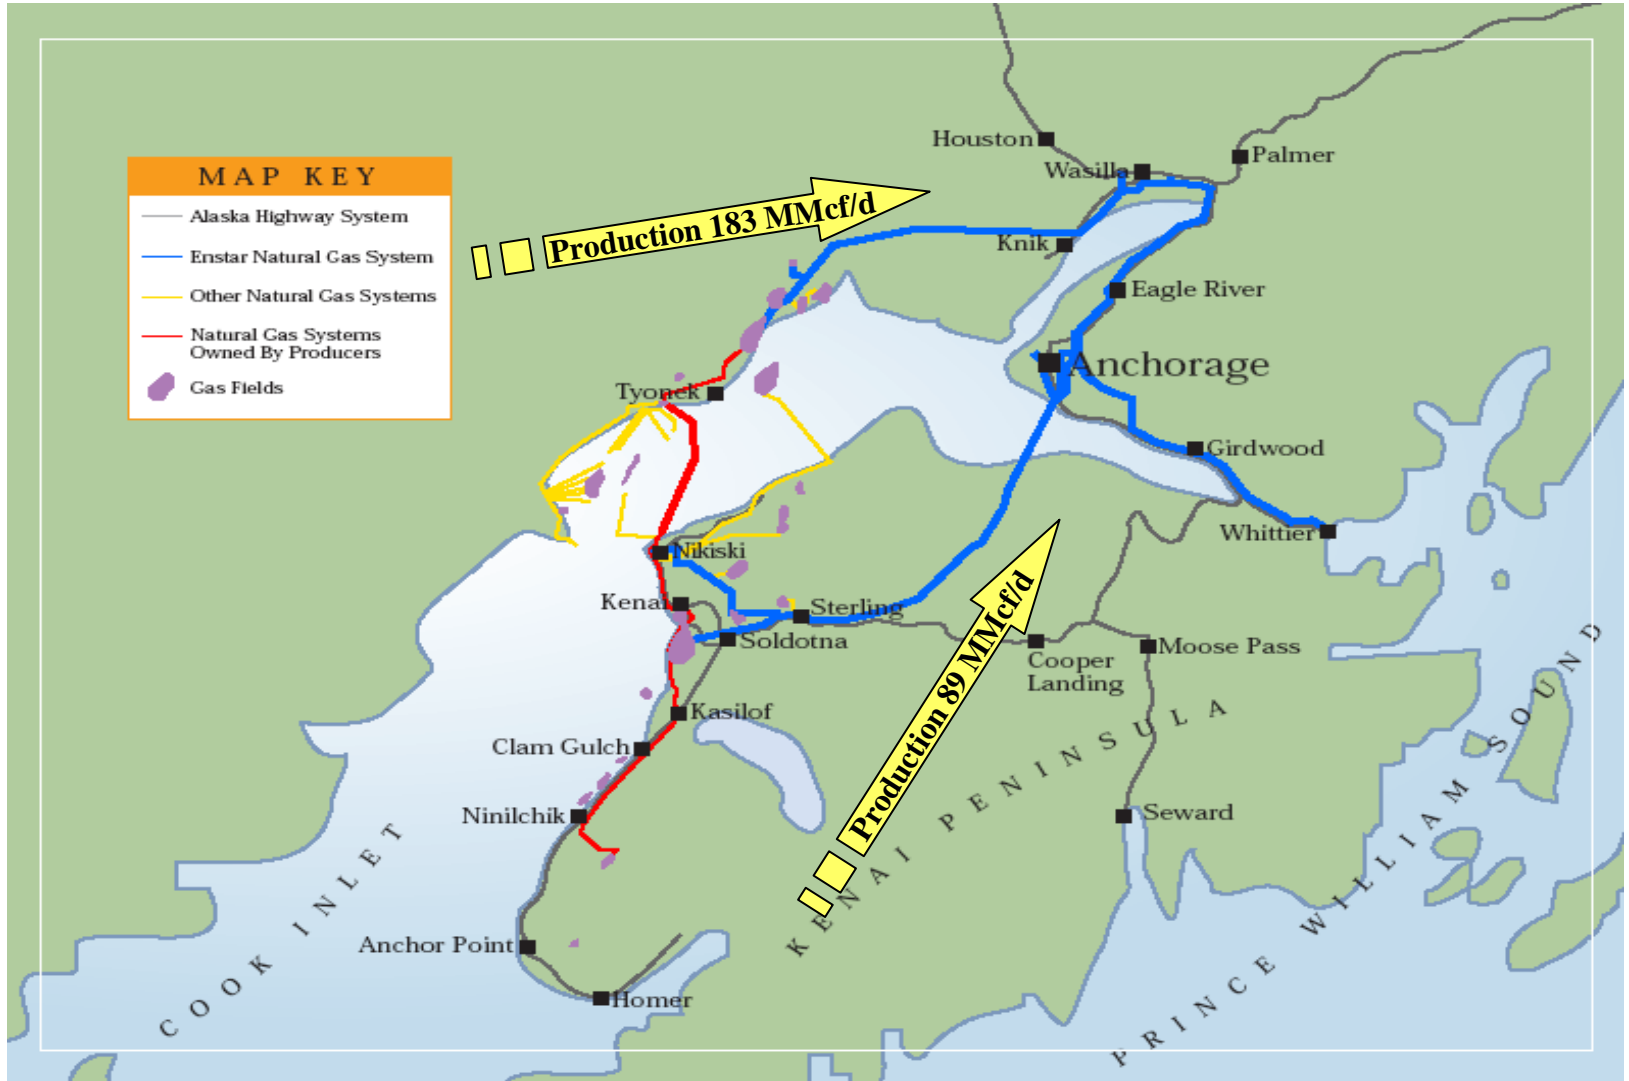 MAP KEY
Alaska Highway System
Enstar Natural Gas System
Other Natural Gas Systems
Natural Gas Systems
Owned By Producers
Gas Fields
Production 183 MMcf/d
Houston
Wasilla
Palmer
Knik
Eagle River
Anchorage
Tyonek
Girdwood
Whittier
Nikiski
Kenai
Sterling
Soldotna
Cooper
Landing
Moose Pass
Production 89 MMcf/d
Kasilof
Clam Gulch
Ninilchik
Seward
Anchor Point
Homer
COOK INLET
KENAI PENINSULA
PRINCE WILLIAM SOUND